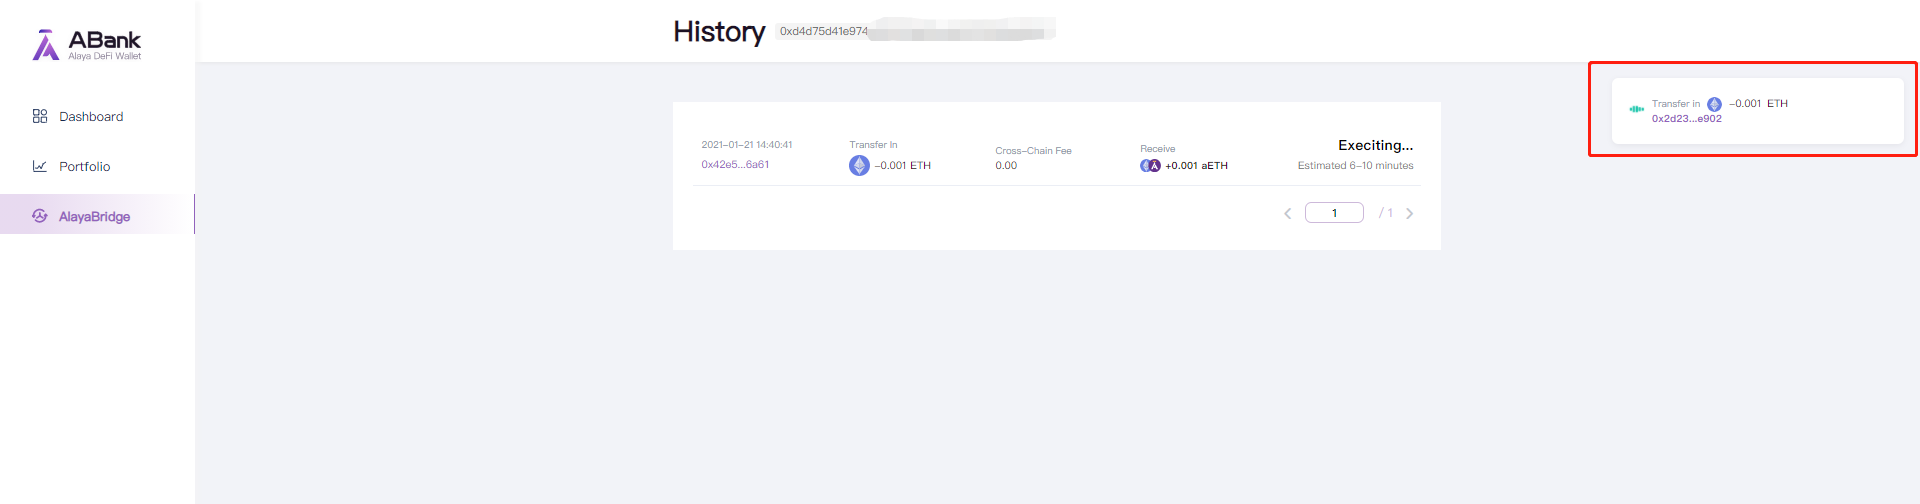 ABank
Alaya DeFi Wallet
Dashboard
Portfolio
AlayaBridge
History 0xd4d75d41e974
2021-01-21 14:40:41
0x42e5...6a61
Transfer In
-0.001 ETH
Cross-Chain Fee
0.00
Receive
+0.001 aETH
Execiting...
Estimated 6-10 minutes
1 / 1
Transfer in -0.001 ETH
0x2d23...e902